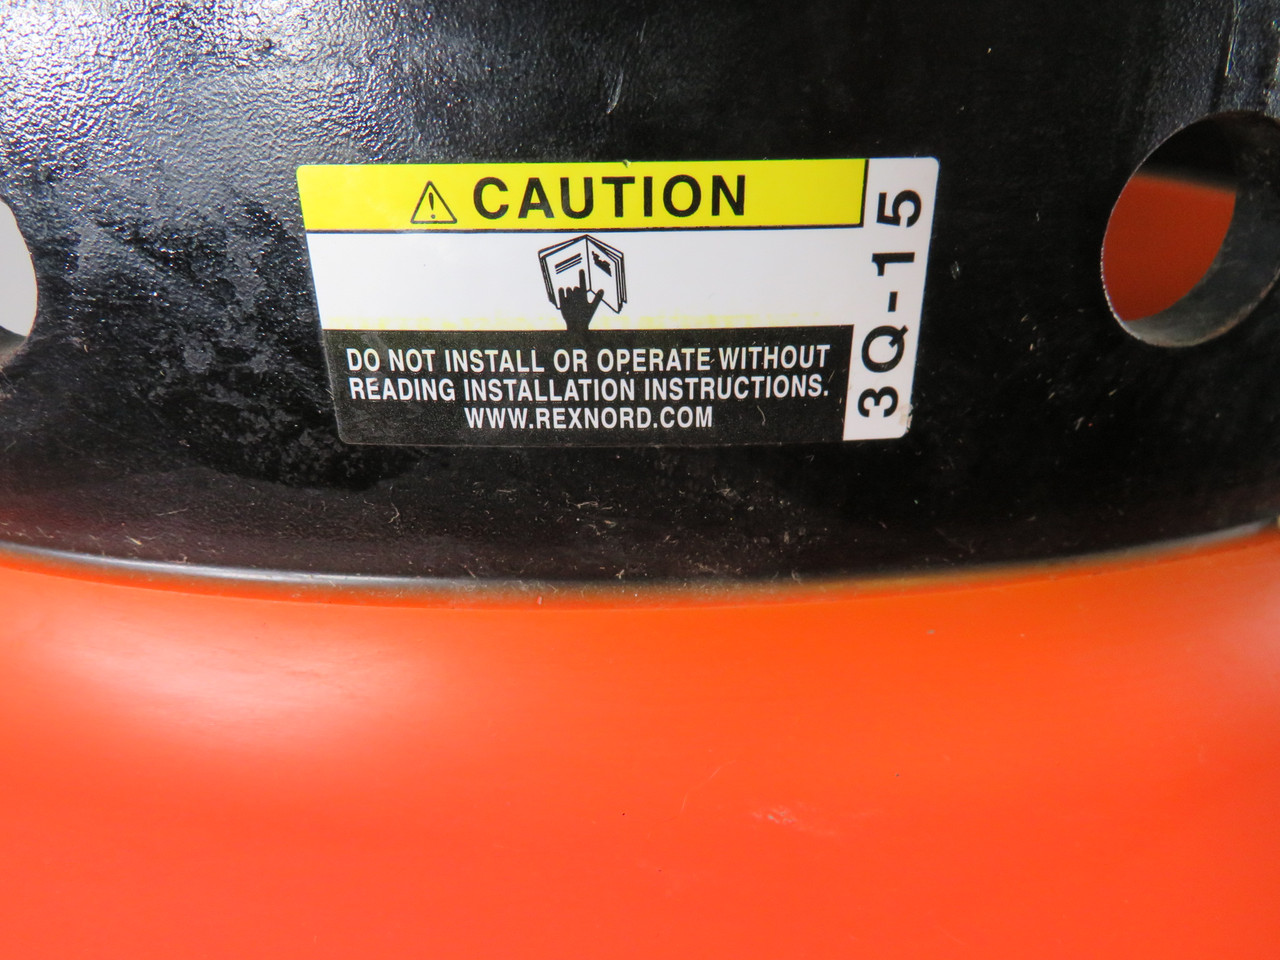 CAUTION
DO NOT INSTALL OR OPERATE WITHOUT
READING INSTALLATION INSTRUCTIONS.
WWW.REXNORD.COM
3Q-15